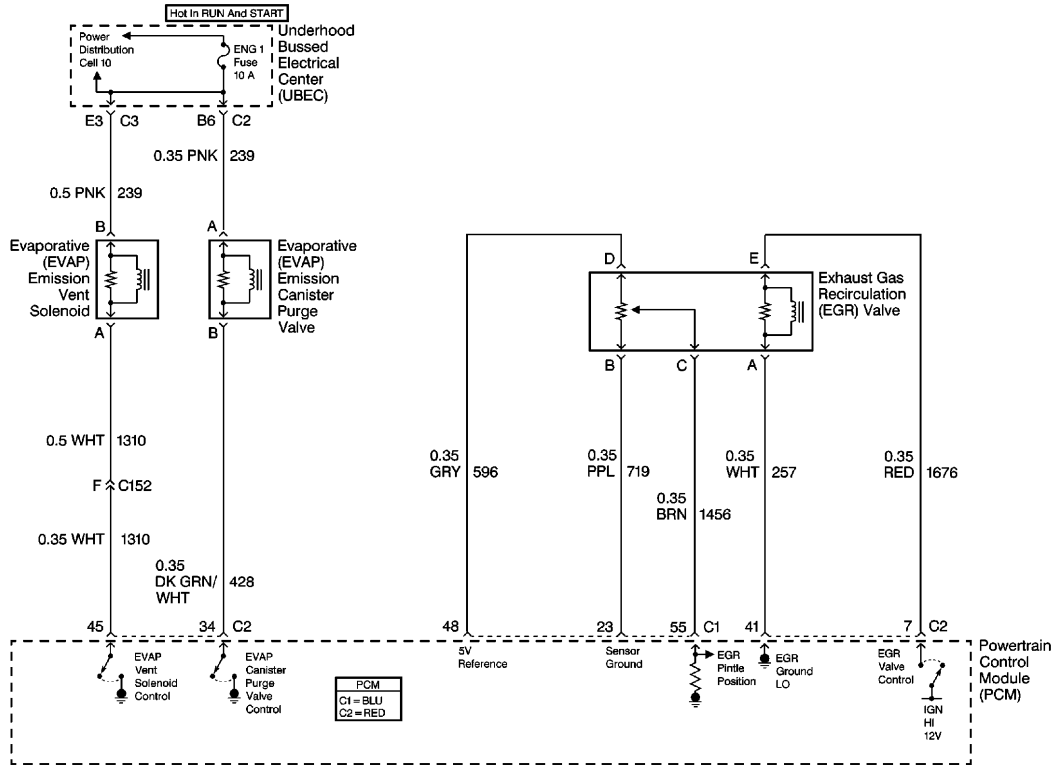 Hot In RUN And START
Power
Distribution
Cell 10
ENG 1
Fuse
10 A
Underhood
Bussed
Electrical
Center
(UBEC)
E3 C3
B6 C2
0.35 PNK 239
0.5 PNK 239
B
A
Evaporative
(EVAP)
Emission
Vent
Solenoid
Evaporative
(EVAP)
Emission
Canister
Purge
Valve
A
B
D
E
Exhaust Gas
Recirculation
(EGR) Valve
B
C
A
0.5 WHT 1310
F C152
0.35 WHT 1310
0.35
DK GRN/
WHT
428
0.35
GRY 596
0.35
PPL 719
0.35
BRN 1456
0.35
WHT 257
0.35
RED 1676
45
34 C2
48
23
55 C1
41
7 C2
EVAP
Vent
Solenoid
Control
EVAP
Canister
Purge
Valve
Control
PCM
C1 = BLU
C2 = RED
5V
Reference
Sensor
Ground
EGR
Pintle
Position
EGR
Ground
LO
EGR
Valve
Control
IGN
HI
12V
Powertrain
Control
Module
(PCM)